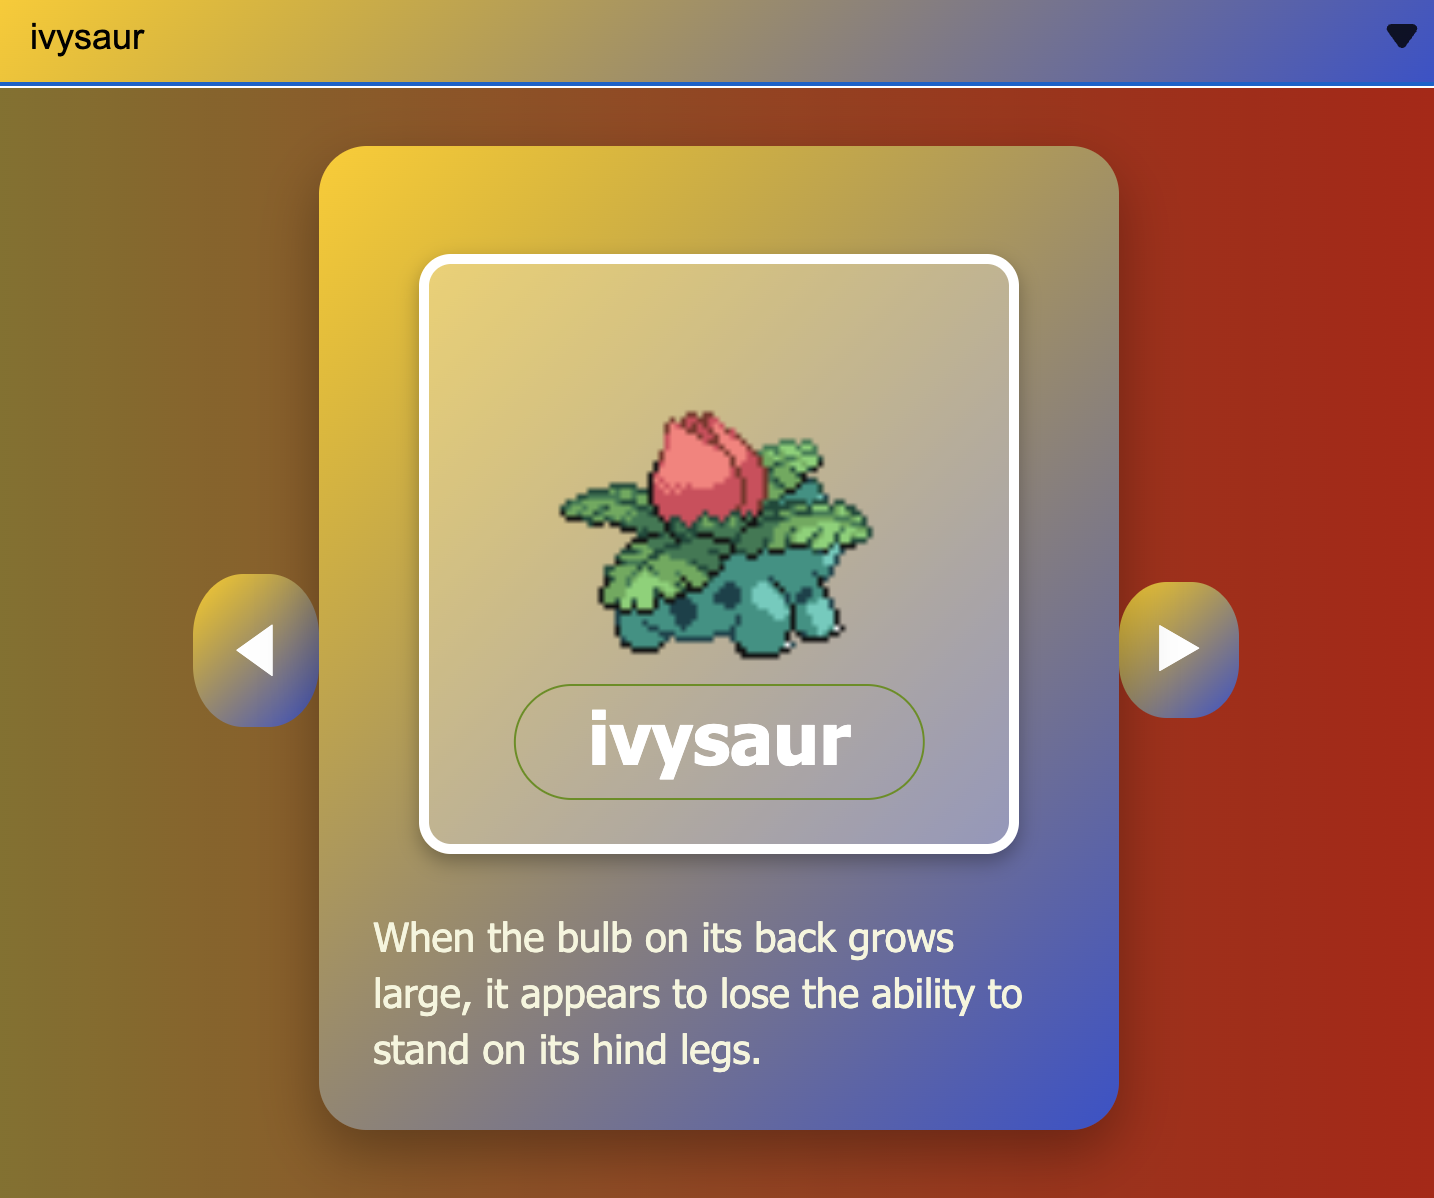 ivysaur
ivysaur
When the bulb on its back grows
large, it appears to lose the ability to
stand on its hind legs.